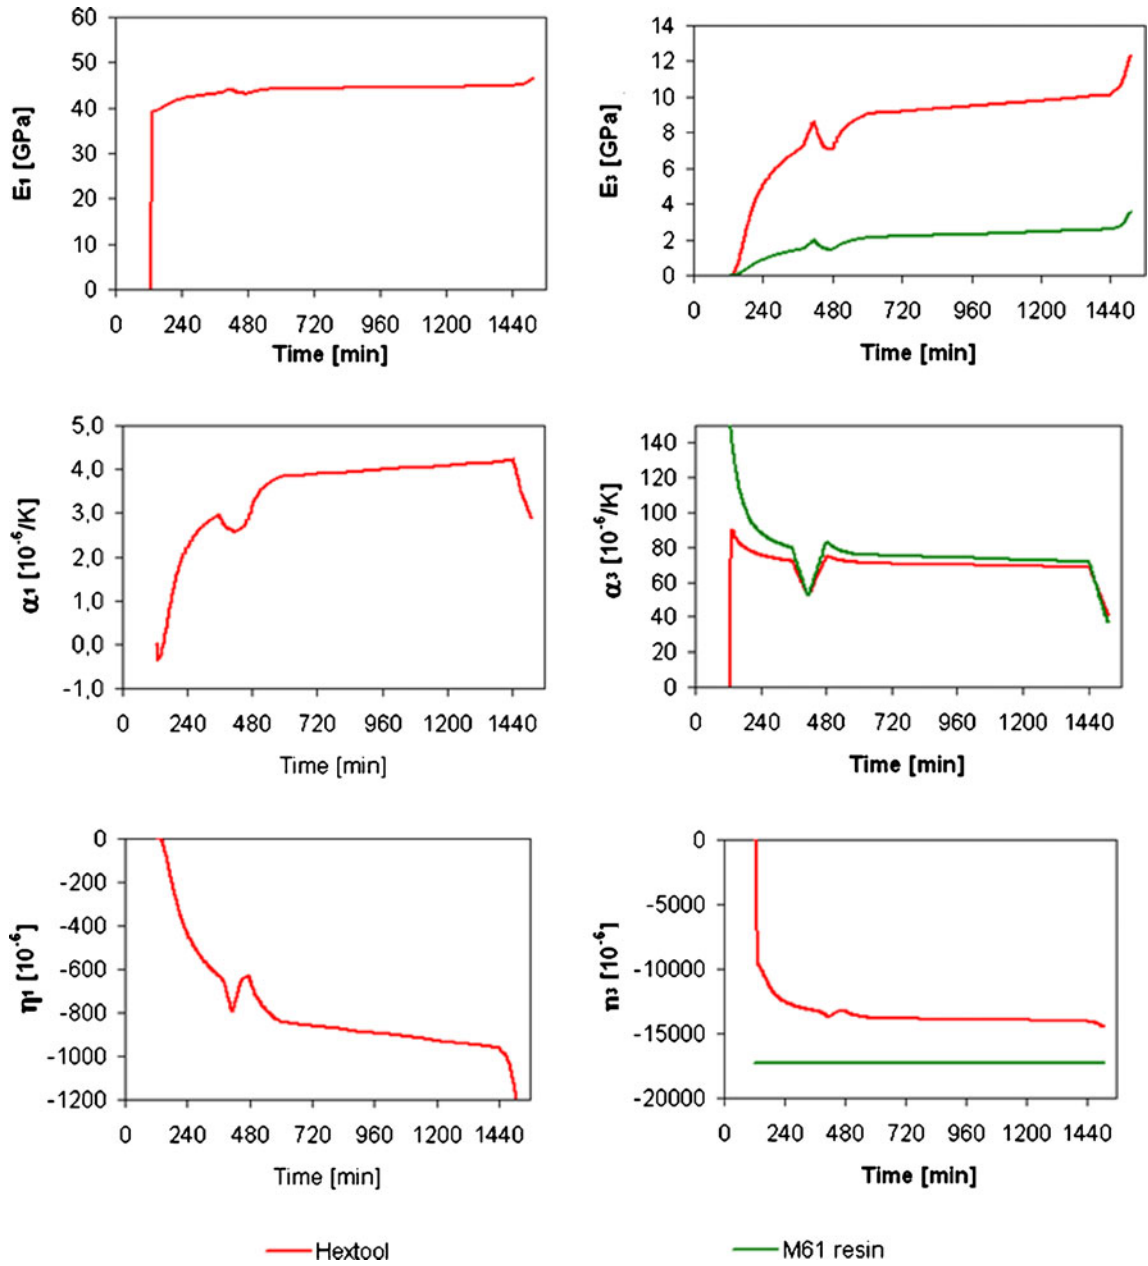 60
50
40
30
20
10
0
E1 [GPa]
0 240 480 720 960 1200 1440
Time [min]
14
12
10
8
6
4
2
0
E3 [GPa]
0 240 480 720 960 1200 1440
Time [min]
5,0
4,0
3,0
2,0
1,0
0,0
-1,0
α1 [10-6/K]
0 240 480 720 960 1200 1440
Time [min]
140
120
100
80
60
40
20
0
α3 [10-6/K]
0 240 480 720 960 1200 1440
Time [min]
0
-200
-400
-600
-800
-1000
-1200
η1 [10-6]
0 240 480 720 960 1200 1440
Time [min]
0
-5000
-10000
-15000
-20000
n3 [10-6]
0 240 480 720 960 1200 1440
Time [min]
Hextool
M61 resin